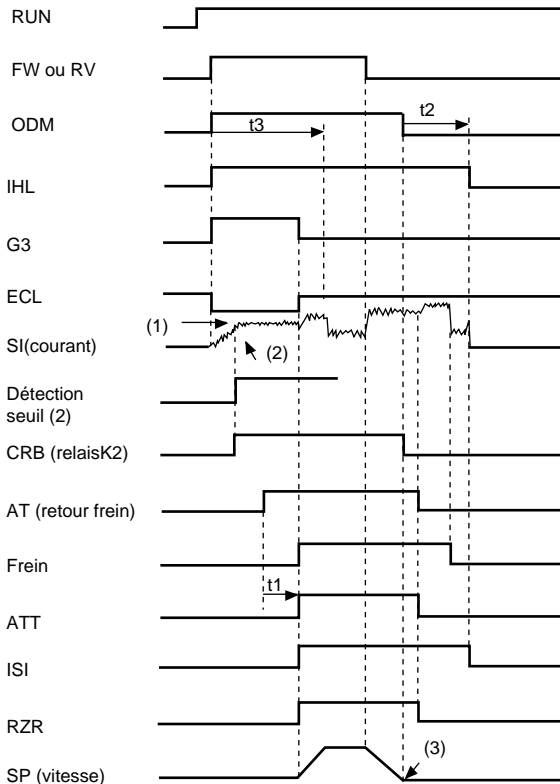 RUN
FW ou RV
ODM
t3
t2
IHL
G3
ECL
(1)
(2)
SI(courant)
Détection
seuil (2)
CRB (relaisK2)
AT (retour frein)
Frein
t1
ATT
ISI
RZR
(3)
SP (vitesse)